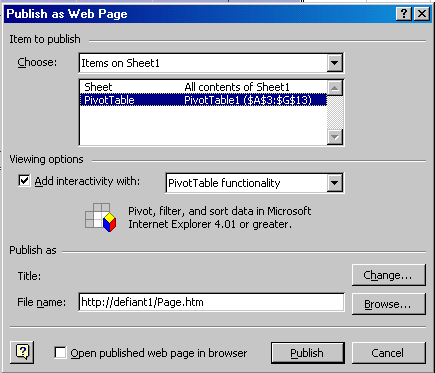 Publish as Web Page
Item to publish
Choose: Items on Sheet1
Sheet All contents of Sheet1
PivotTable PivotTable1 ($A$3:$G$13)
Viewing options
Add interactivity with: PivotTable functionality
Pivot, filter, and sort data in Microsoft
Internet Explorer 4.01 or greater.
Publish as
Title: Change...
File name: http://defiant1/Page.htm Browse...
Open published web page in browser Publish Cancel